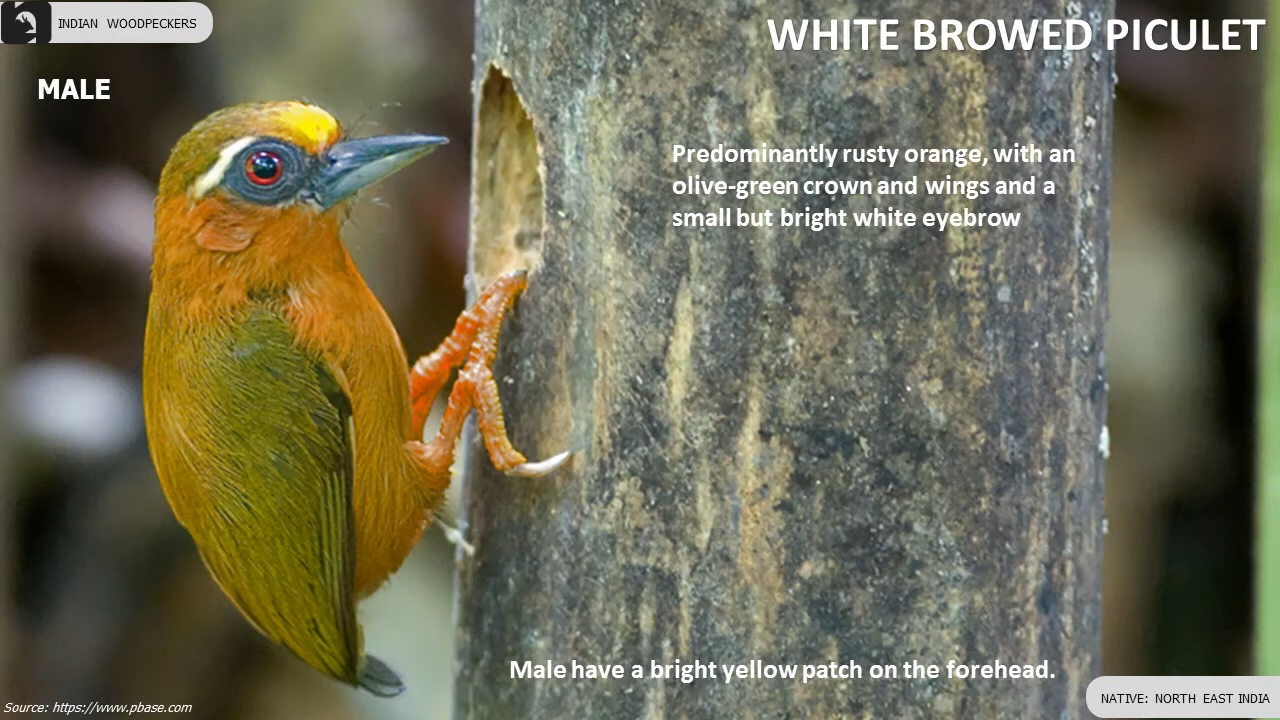 INDIAN WOODPECKERS
WHITE BROWED PICULET
MALE
Predominantly rusty orange, with an
olive-green crown and wings and a
small but bright white eyebrow
Male have a bright yellow patch on the forehead.
NATIVE: NORTH EAST INDIA
Source: https://www.pbase.com